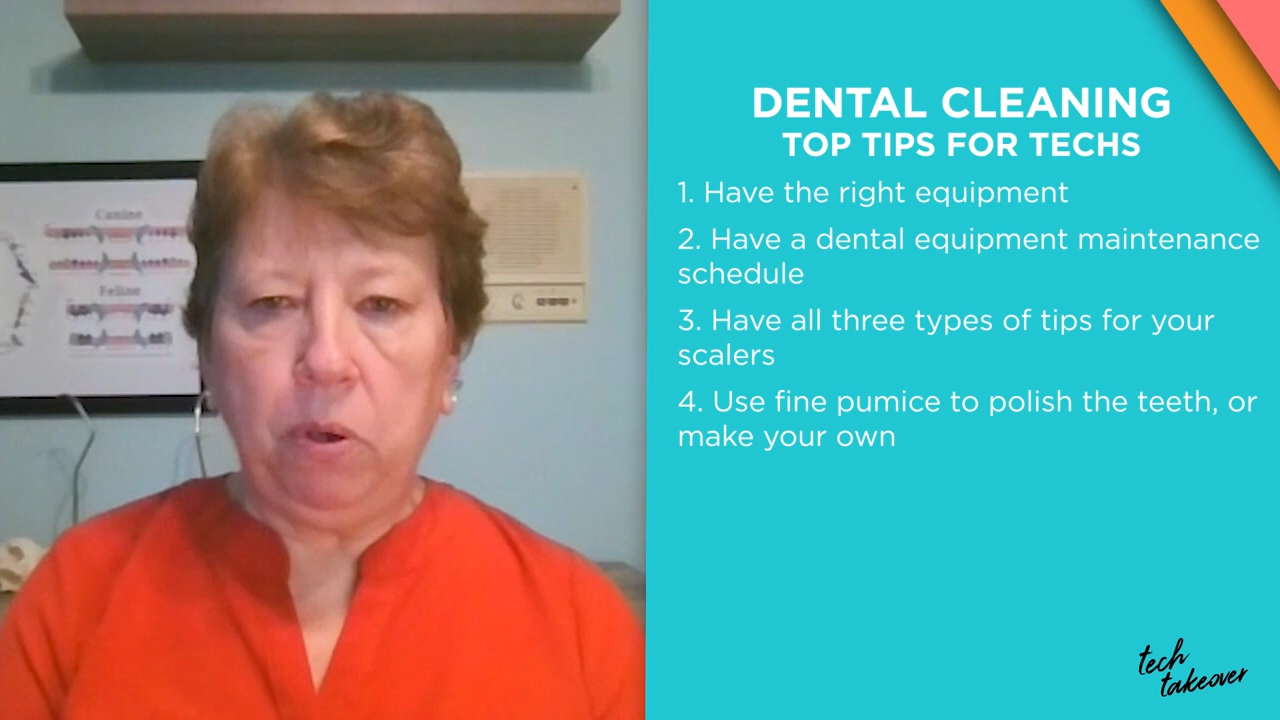 Canine
Feline
DENTAL CLEANING
TOP TIPS FOR TECHS
1. Have the right equipment
2. Have a dental equipment maintenance
schedule
3. Have all three types of tips for your
scalers
4. Use fine pumice to polish the teeth, or
make your own
tech
takeover